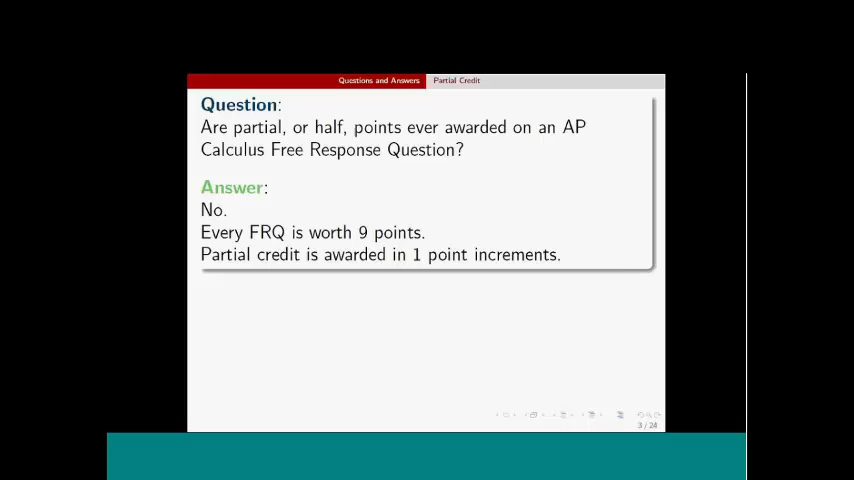 Questions and Answers Partial Credit
Question:
Are partial, or half, points ever awarded on an AP
Calculus Free Response Question?
Answer:
No.
Every FRQ is worth 9 points.
Partial credit is awarded in 1 point increments.
3 / 24